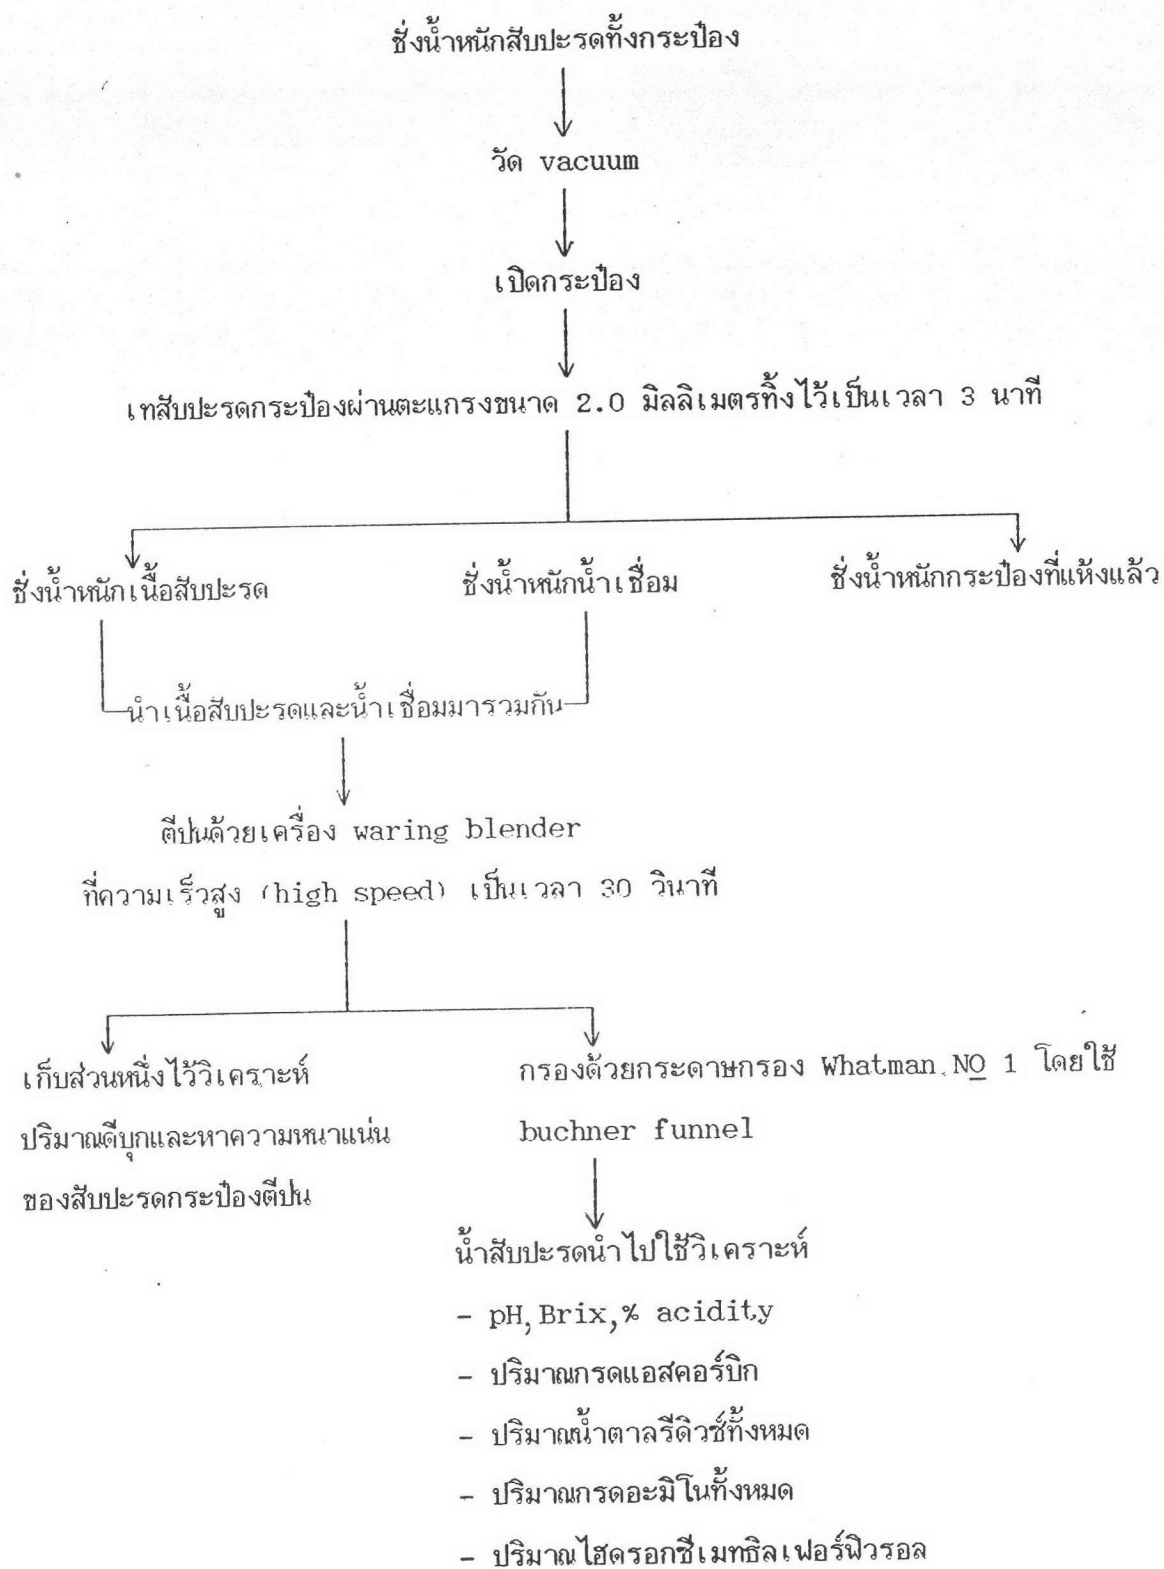 ชั่งน้ำหนักสับปะรดทั้งกระป๋อง
วัด vacuum
เปิดกระป๋อง
เทสับปะรดกระป๋องผ่านตะแกรงขนาด 2.0 มิลลิเมตรทิ้งไว้เป็นเวลา 3 นาที
ชั่งน้ำหนักเนื้อสับปะรด
ชั่งน้ำหนักน้ำเชื่อม
ชั่งน้ำหนักกระป๋องที่แห้งแล้ว
นำเนื้อสับปะรดและน้ำเชื่อมมารวมกัน
ตีปนด้วยเครื่อง waring blender
ที่ความเร็วสูง (high speed) เป็นเวลา 30 วินาที
เก็บส่วนหนึ่งไว้วิเคราะห์
ปริมาณดีบุกและหาความหนาแน่น
ของสับปะรดกระป๋องตีปน
กรองด้วยกระดาษกรอง Whatman NO 1 โดยใช้
buchner funnel
น้ำสับปะรดนำไปใช้วิเคราะห์
- pH, Brix, % acidity
- ปริมาณกรดแอสคอร์บิก
- ปริมาณน้ำตาลรีดิวซ์ทั้งหมด
- ปริมาณกรดอะมิโนทั้งหมด
- ปริมาณไฮดรอกซีเมทธิลเฟอร์ฟิวรอล